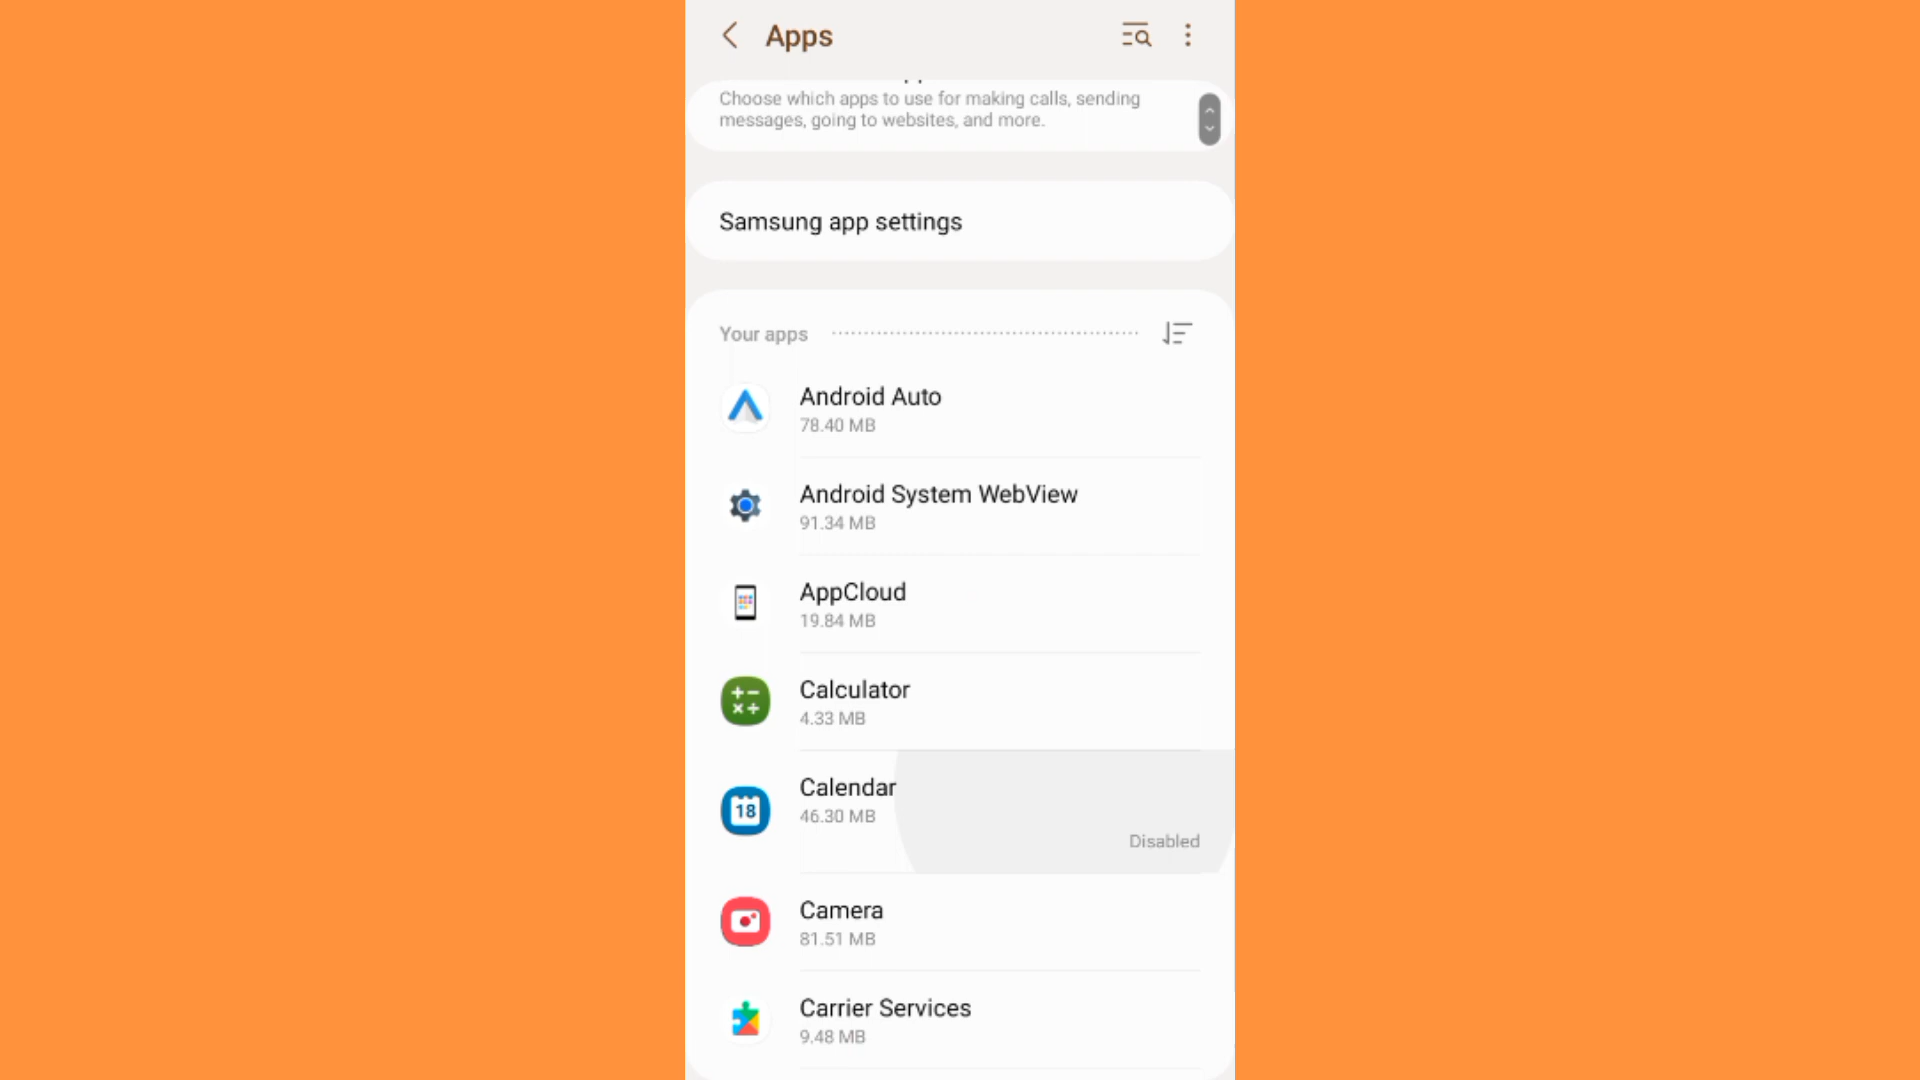 Apps
Choose which apps to use for making calls, sending
messages, going to websites, and more.
Samsung app settings
Your apps
Android Auto
78.40 MB
Android System WebView
91.34 MB
AppCloud
19.84 MB
Calculator
4.33 MB
18
Calendar
46.30 MB
Disabled
Camera
81.51 MB
Carrier Services
9.48 MB